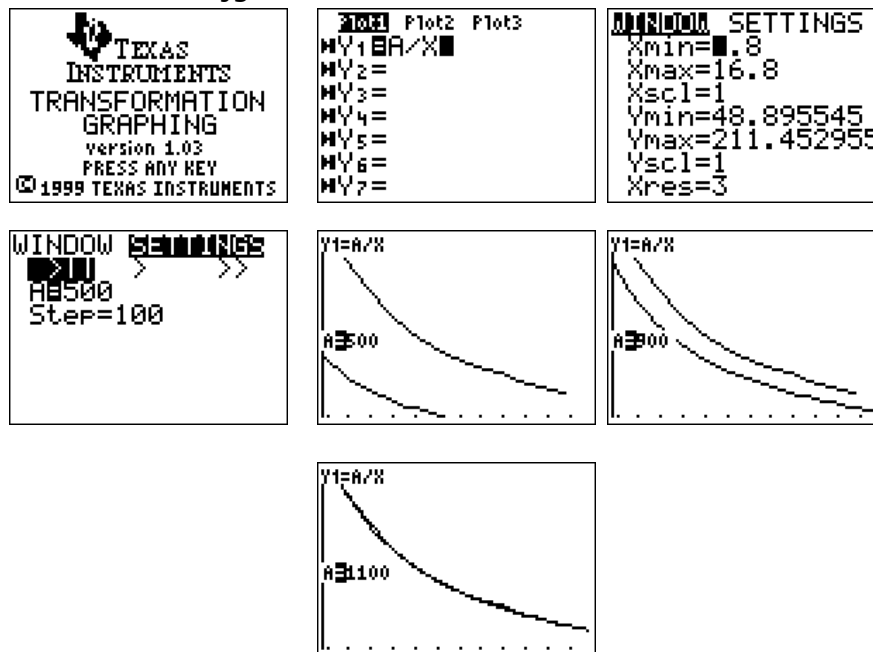 TEXAS
INSTRUMENTS
TRANSFORMATION
GRAPHING
version 1.03
PRESS ANY KEY
© 1999 TEXAS INSTRUMENTS
Plot1 Plot2 Plot3
Y1=A/X
Y2=
Y3=
Y4=
Y5=
Y6=
Y7=
WINDOW SETTINGS
Xmin=.8
Xmax=16.8
Xscl=1
Ymin=48.895545
Ymax=211.452955
Yscl=1
Xres=3
WINDOW SETTINGS
>|| > >>
A=500
Step=100
Y1=A/X
A=500
Y1=A/X
A=900
Y1=A/X
A=1100